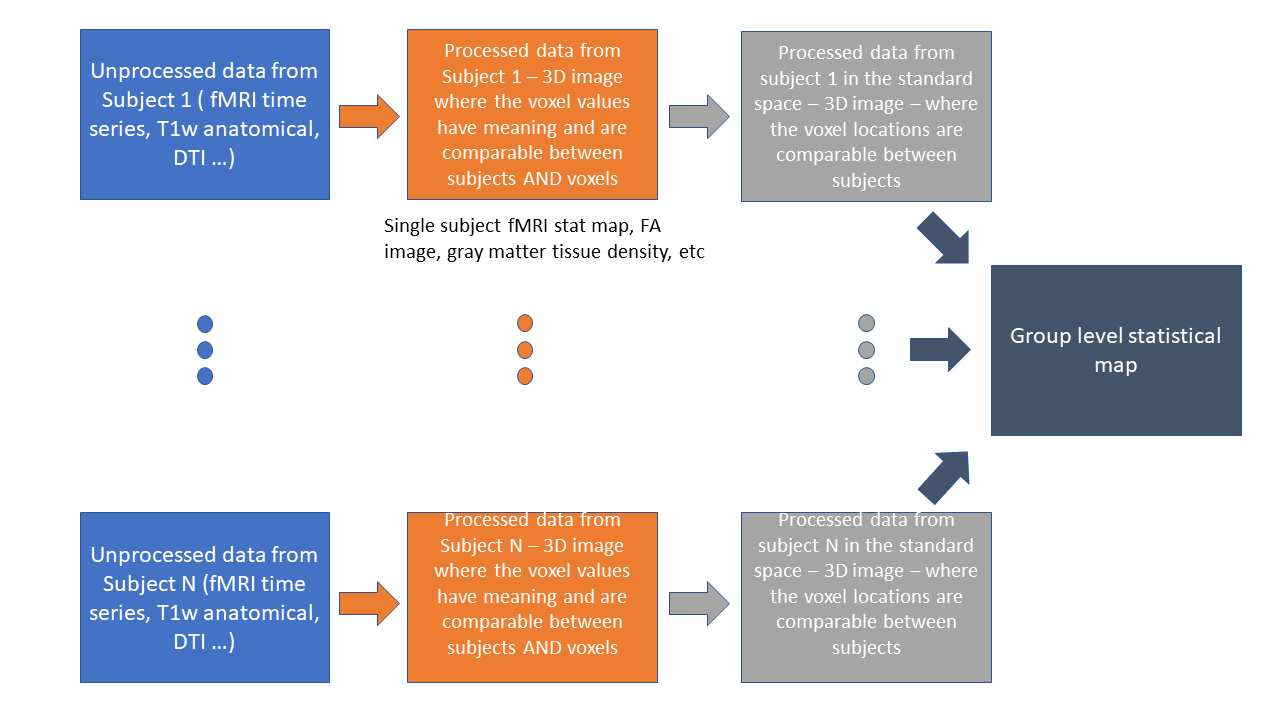 Unprocessed data from
Subject 1 ( fMRI time
series, T1w anatomical,
DTI …)
Processed data from
Subject 1 – 3D image
where the voxel values
have meaning and are
comparable between
subjects AND voxels
Processed data from
subject 1 in the standard
space – 3D image – where
the voxel locations are
comparable between
subjects
Single subject fMRI stat map, FA
image, gray matter tissue density, etc
Group level statistical
map
Unprocessed data from
Subject N (fMRI time
series, T1w anatomical,
DTI …)
Processed data from
Subject N – 3D image
where the voxel values
have meaning and are
comparable between
subjects AND voxels
Processed data from
subject N in the standard
space – 3D image – where
the voxel locations are
comparable between
subjects